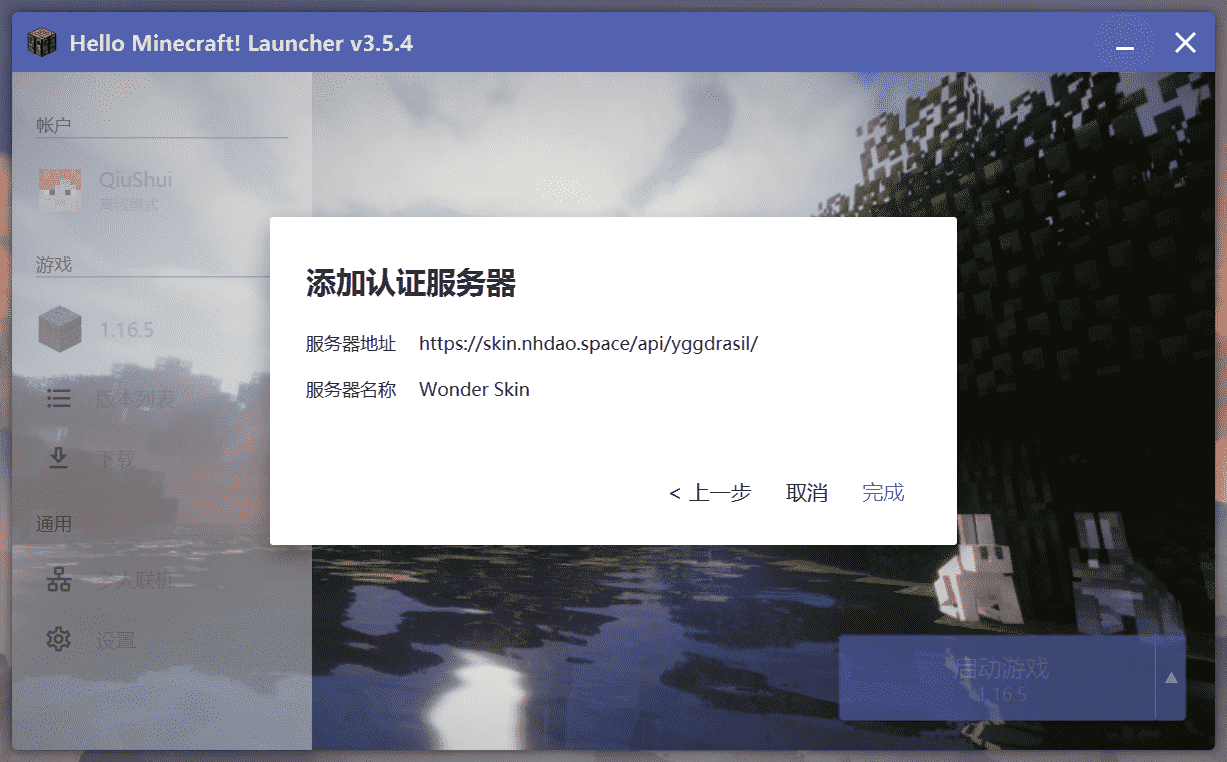 Hello Minecraft! Launcher v3.5.4
帐户
QiuShui
离线模式
游戏
1.16.5
版本列表
下载
通用
多人联机
设置
添加认证服务器
服务器地址 https://skin.nhdao.space/api/yggdrasil/
服务器名称 Wonder Skin
< 上一步 取消 完成
启动游戏
1.16.5